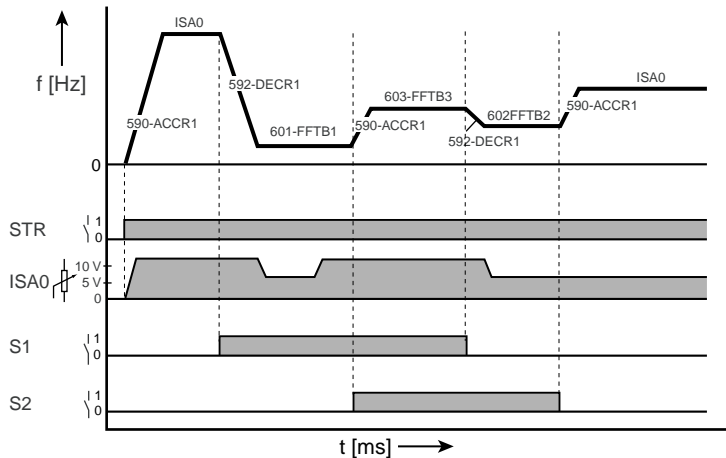 ISA0
f [Hz]
592-DECR1
603-FFTB3
ISA0
590-ACCR1
601-FFTB1
590-ACCR1
592-DECR1
602FFTB2
590-ACCR1
0
STR
1
0
ISA0
10 V
5 V
0
S1
1
0
S2
1
0
t [ms]